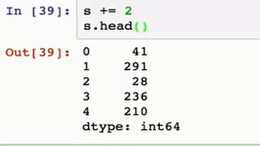 In [39]: s += 2
s.head()
Out[39]: 0 41
1 291
2 28
3 236
4 210
dtype: int64